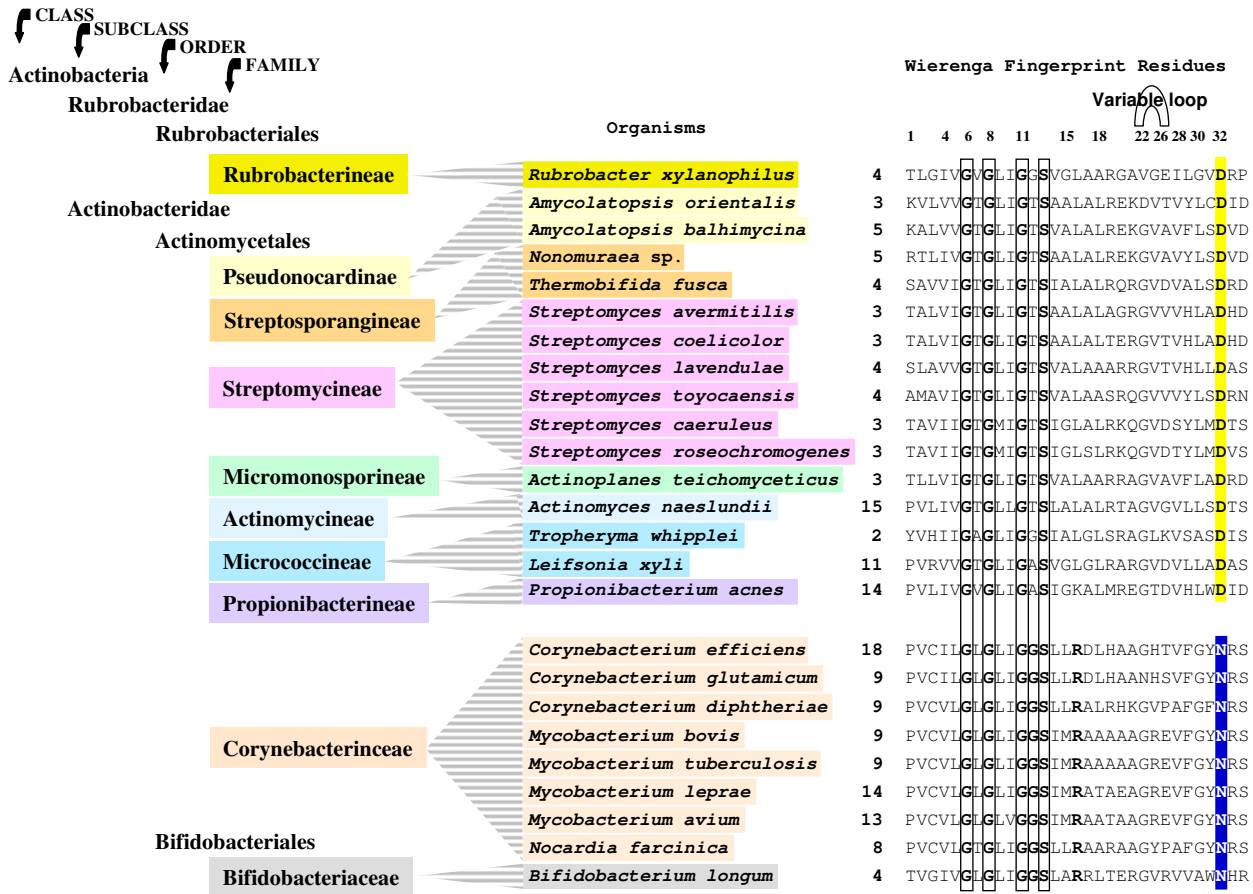 CLASS
SUBCLASS
ORDER
FAMILY
Actinobacteria
Wierenga Fingerprint Residues
Rubrobacteridae
Variable loop
Rubrobacteriales
Organisms
1 4 6 8 11 15 18 22 26 28 30 32
Rubrobacterineae Rubrobacter xylanophilus 4 TLGIVGVGLIGGSVGLAARGAVGEILGVDRP
Actinobacteridae Amycolatopsis orientalis 3 KVLVVGTGLIGTSAALALREKDVTVYLCDID
Amycolatopsis balhimycina 5 KALVVGTGLIGTSVALALREKGVAVFLSDVD
Actinomycetales
Nonomuraea sp. 5 RTLIVGTGLIGTSAALALREKGVAVYLSDVD
Pseudonocardinae
Thermobifida fusca 4 SAVVIGTGLIGTSIALALRQRGVDVALSDRD
Streptosporangineae
Streptomyces avermitilis 3 TALVIGTGLIGTSAALALAGRGVVVHLADHD
Streptomyces coelicolor 3 TALVIGTGLIGTSAALALTERGVTVHLADHD
Streptomycineae
Streptomyces lavendulae 4 SLAVVGTGLIGTSVALAAARRGVTVHLLDAS
Streptomyces toyocaensis 4 AMAVIGTGLIGTSVALAASRQGVVVYLSDRN
Streptomyces caeruleus 3 TAVIIGTGMIGTSIGLALRKQGVDSYLMDTS
Streptomyces roseochromogenes 3 TAVIIGTGMIGTSIGLSLRKQGVDTYLMDVS
Micromonosporineae Actinoplanes teichomyceticus 3 TLLVIGTGLIGTSVALAARRAGVAVFLADRD
Actinomycineae Actinomyces naeslundii 15 PVLIVGTGLLGTSLALALRTAGVGVLLSDTS
Tropheryma whipplei 2 YVHIIGAGLIGGSIALGLSRAGLKVSASDIS
Micrococcineae
Leifsonia xyli 11 PVRVVGTGLIGASVGLGLRARGVDVLLADAS
Propionibacterineae Propionibacterium acnes 14 PVLIVGVGLIGASIGKALMREGTDVHLWDID
Corynebacterium efficiens 18 PVCILGLGLIGGSLLRDLHAAGHTVFGYNRS
Corynebacterium glutamicum 9 PVCILGLGLIGGSLLRDLHAANHSVFGYNRS
Corynebacterium diphtheriae 9 PVCVLGLGLIGGSLLRALRHKGVPAFGFNRS
Corynebacterinceae Mycobacterium bovis 9 PVCVLGLGLIGGSIMRAAAAAGREVFGYNRS
Mycobacterium tuberculosis 9 PVCVLGLGLIGGSIMRAAAAAGREVFGYNRS
Mycobacterium leprae 14 PVCVLGLGLIGGSIMRATAEAGREVFGYNRS
Mycobacterium avium 13 PVCVLGLGLVGGSIMRAATAAGREVFGYNRS
Bifidobacteriales
Nocardia farcinica 8 PVCVLGTGLIGGSLLRAARAAGYPAFGYNRS
Bifidobacteriaceae Bifidobacterium longum 4 TVGIVGLGLIGGSLARRLTERGVRVVAWNHR